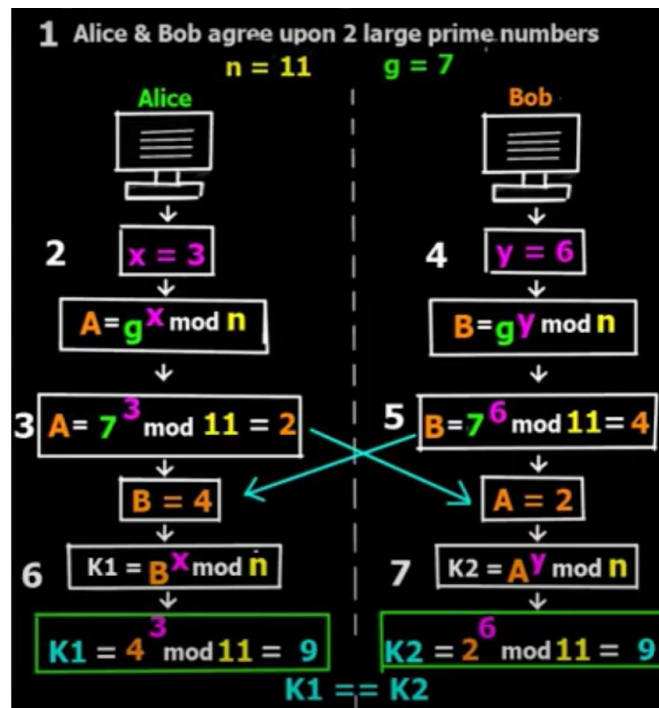 1 Alice & Bob agree upon 2 large prime numbers
n = 11 g = 7
Alice Bob
2 x = 3 4 y = 6
A=g^x mod n B=g^y mod n
3 A= 7^3 mod 11 = 2 5 B=7^6 mod 11=4
B = 4 A = 2
6 K1=B^x mod n 7 K2=A^y mod n
K1 = 4^3 mod 11 = 9 K2 = 2^6 mod 11 = 9
K1 == K2